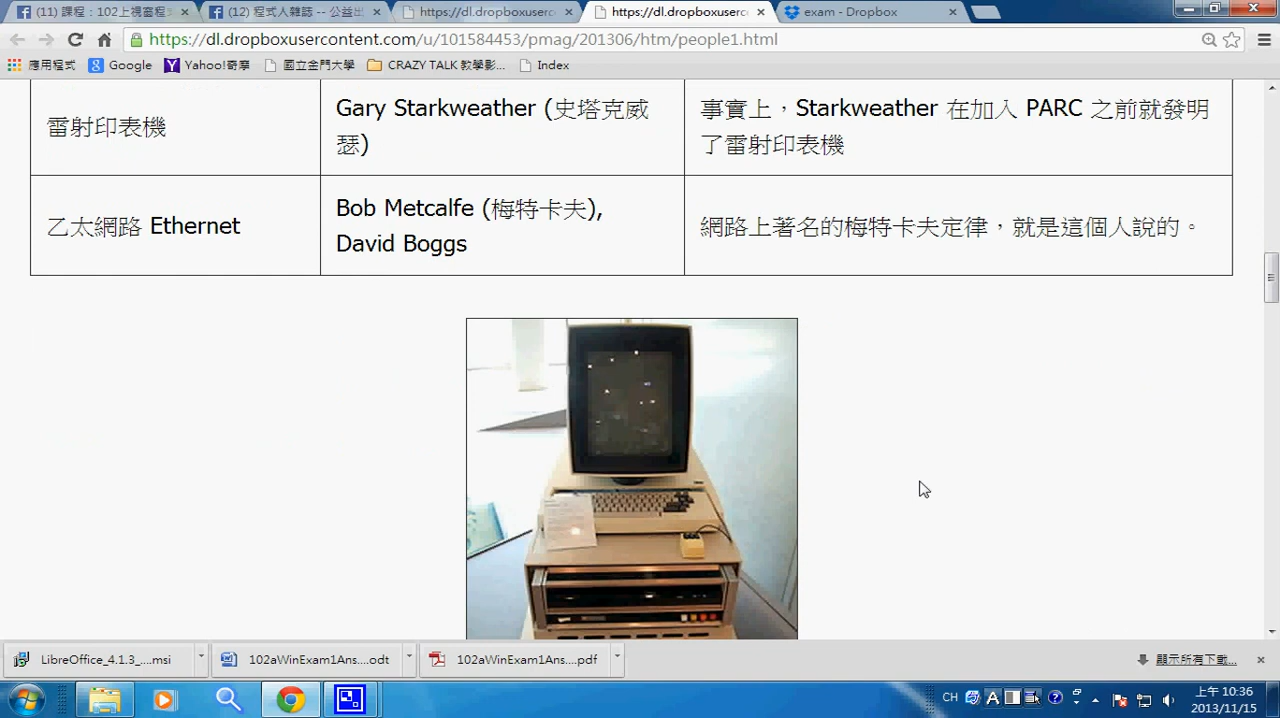 (11) 課程：102上視窗程
(12) 程式人雜誌 -- 公益出
https://dl.dropboxuserco
https://dl.dropboxuserco
exam - Dropbox
https://dl.dropboxusercontent.com/u/101584453/pmag/201306/htm/people1.html
應用程式
Google
Yahoo!奇摩
國立金門大學
CRAZY TALK 教學影...
Index
雷射印表機
Gary Starkweather (史塔克威
瑟)
事實上，Starkweather 在加入 PARC 之前就發明
了雷射印表機
乙太網路 Ethernet
Bob Metcalfe (梅特卡夫),
David Boggs
網路上著名的梅特卡夫定律，就是這個人說的。
LibreOffice_4.1.3_....msi
102aWinExam1Ans....odt
102aWinExam1Ans....pdf
顯示所有下載...
CH
上午 10:36
2013/11/15